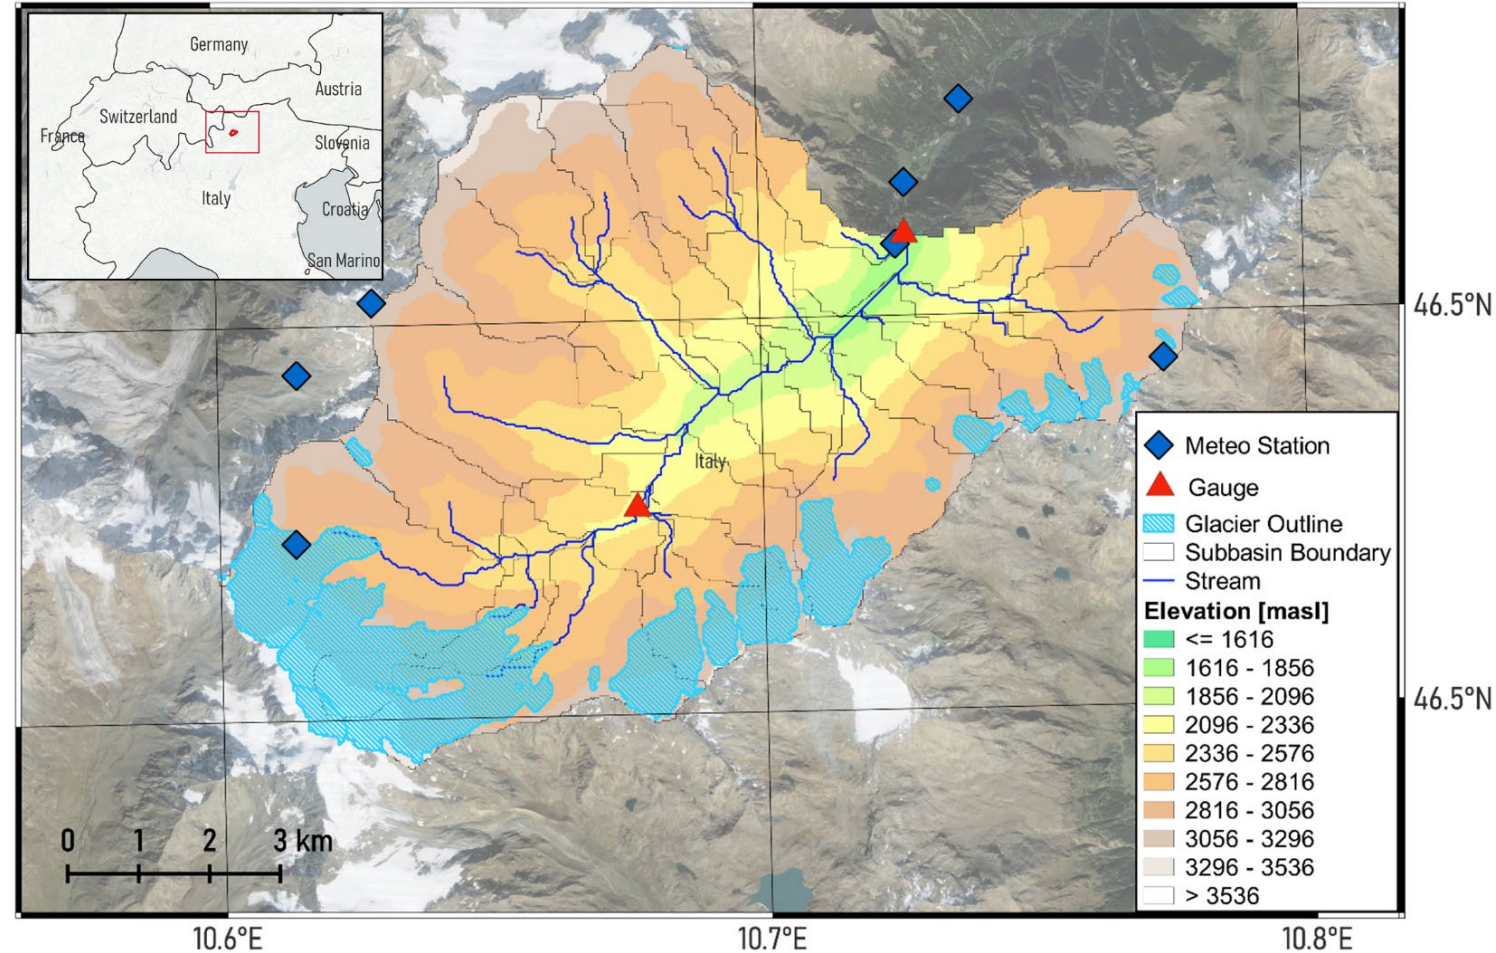 Germany
Austria
Switzerland
France
Slovenia
Italy
Croatia
San Marino
46.5°N
Italy
Meteo Station
Gauge
Glacier Outline
Subbasin Boundary
Stream
Elevation [masl]
<= 1616
1616 - 1856
1856 - 2096
2096 - 2336
2336 - 2576
2576 - 2816
2816 - 3056
3056 - 3296
3296 - 3536
> 3536
46.5°N
0 1 2 3 km
10.6°E 10.7°E 10.8°E